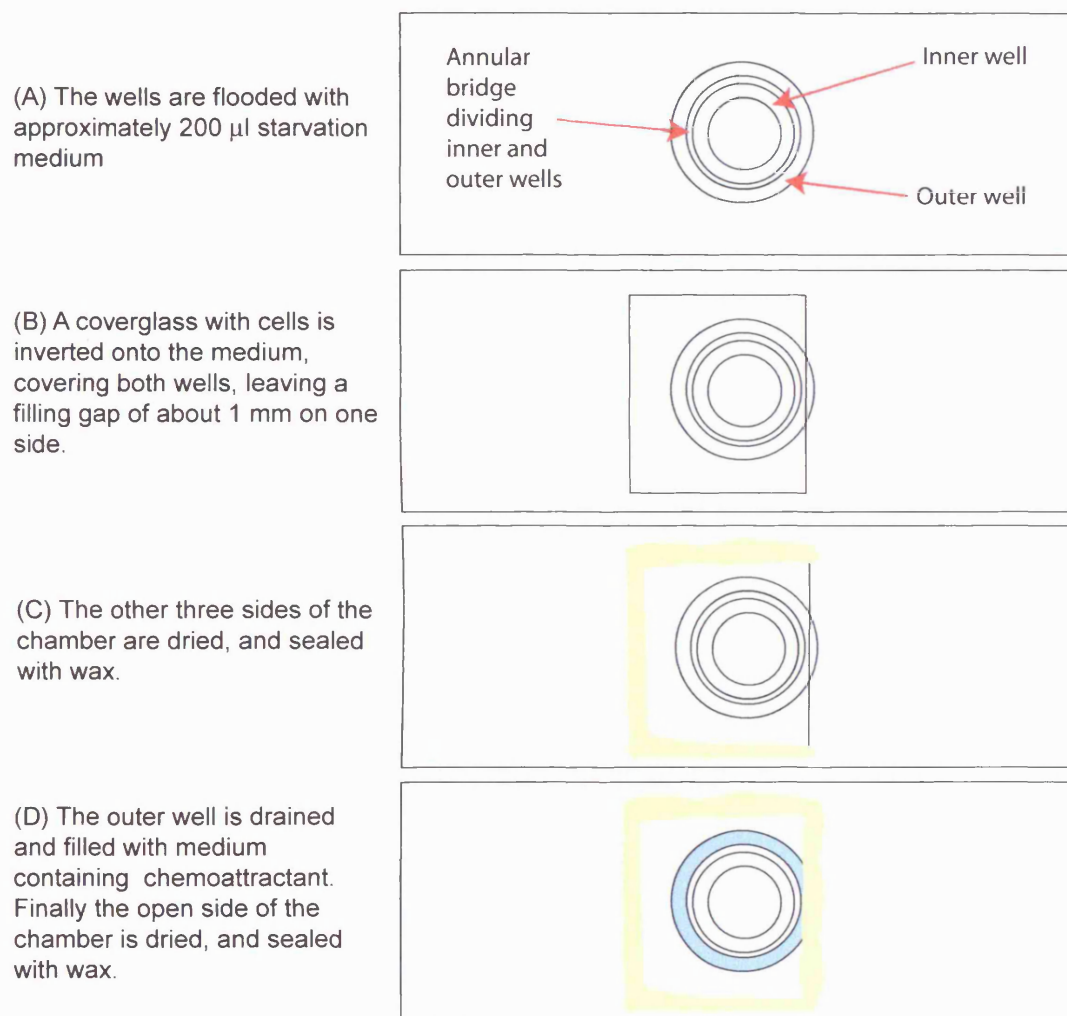 (A) The wells are flooded with
approximately 200 µl starvation
medium
Annular
bridge
dividing
inner and
outer wells
Inner well
Outer well
(B) A coverglass with cells is
inverted onto the medium,
covering both wells, leaving a
filling gap of about 1 mm on one
side.
(C) The other three sides of the
chamber are dried, and sealed
with wax.
(D) The outer well is drained
and filled with medium
containing chemoattractant.
Finally the open side of the
chamber is dried, and sealed
with wax.